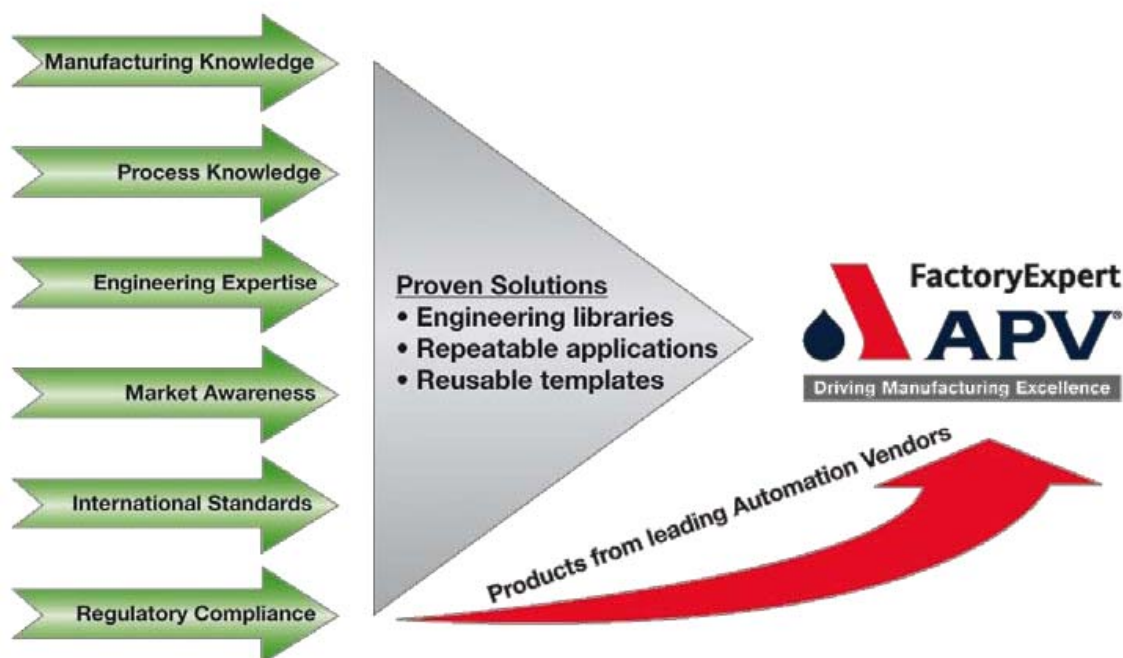 Manufacturing Knowledge
Process Knowledge
Engineering Expertise
Market Awareness
International Standards
Regulatory Compliance
Proven Solutions
• Engineering libraries
• Repeatable applications
• Reusable templates
FactoryExpert
APV®
Driving Manufacturing Excellence
Products from leading Automation Vendors